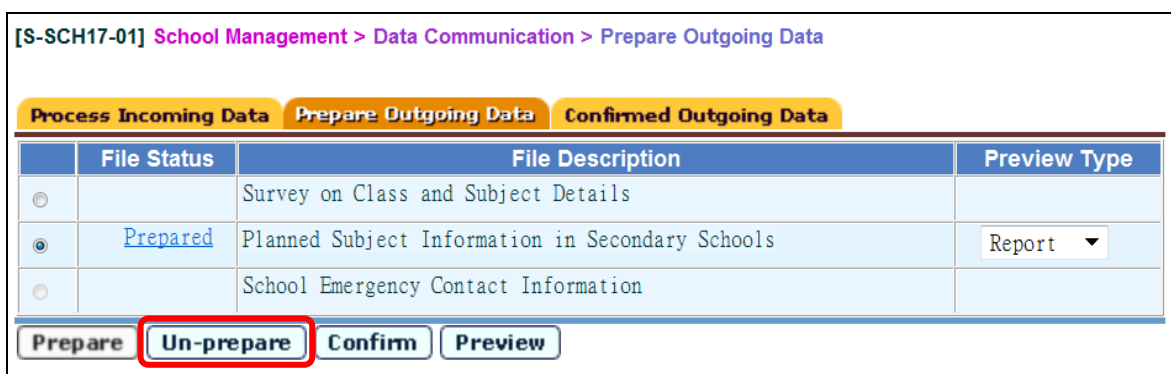 [S-SCH17-01] School Management > Data Communication > Prepare Outgoing Data
Process Incoming Data Prepare Outgoing Data Confirmed Outgoing Data
File Status File Description Preview Type
Survey on Class and Subject Details
Prepared Planned Subject Information in Secondary Schools Report
School Emergency Contact Information
Prepare Un-prepare Confirm Preview